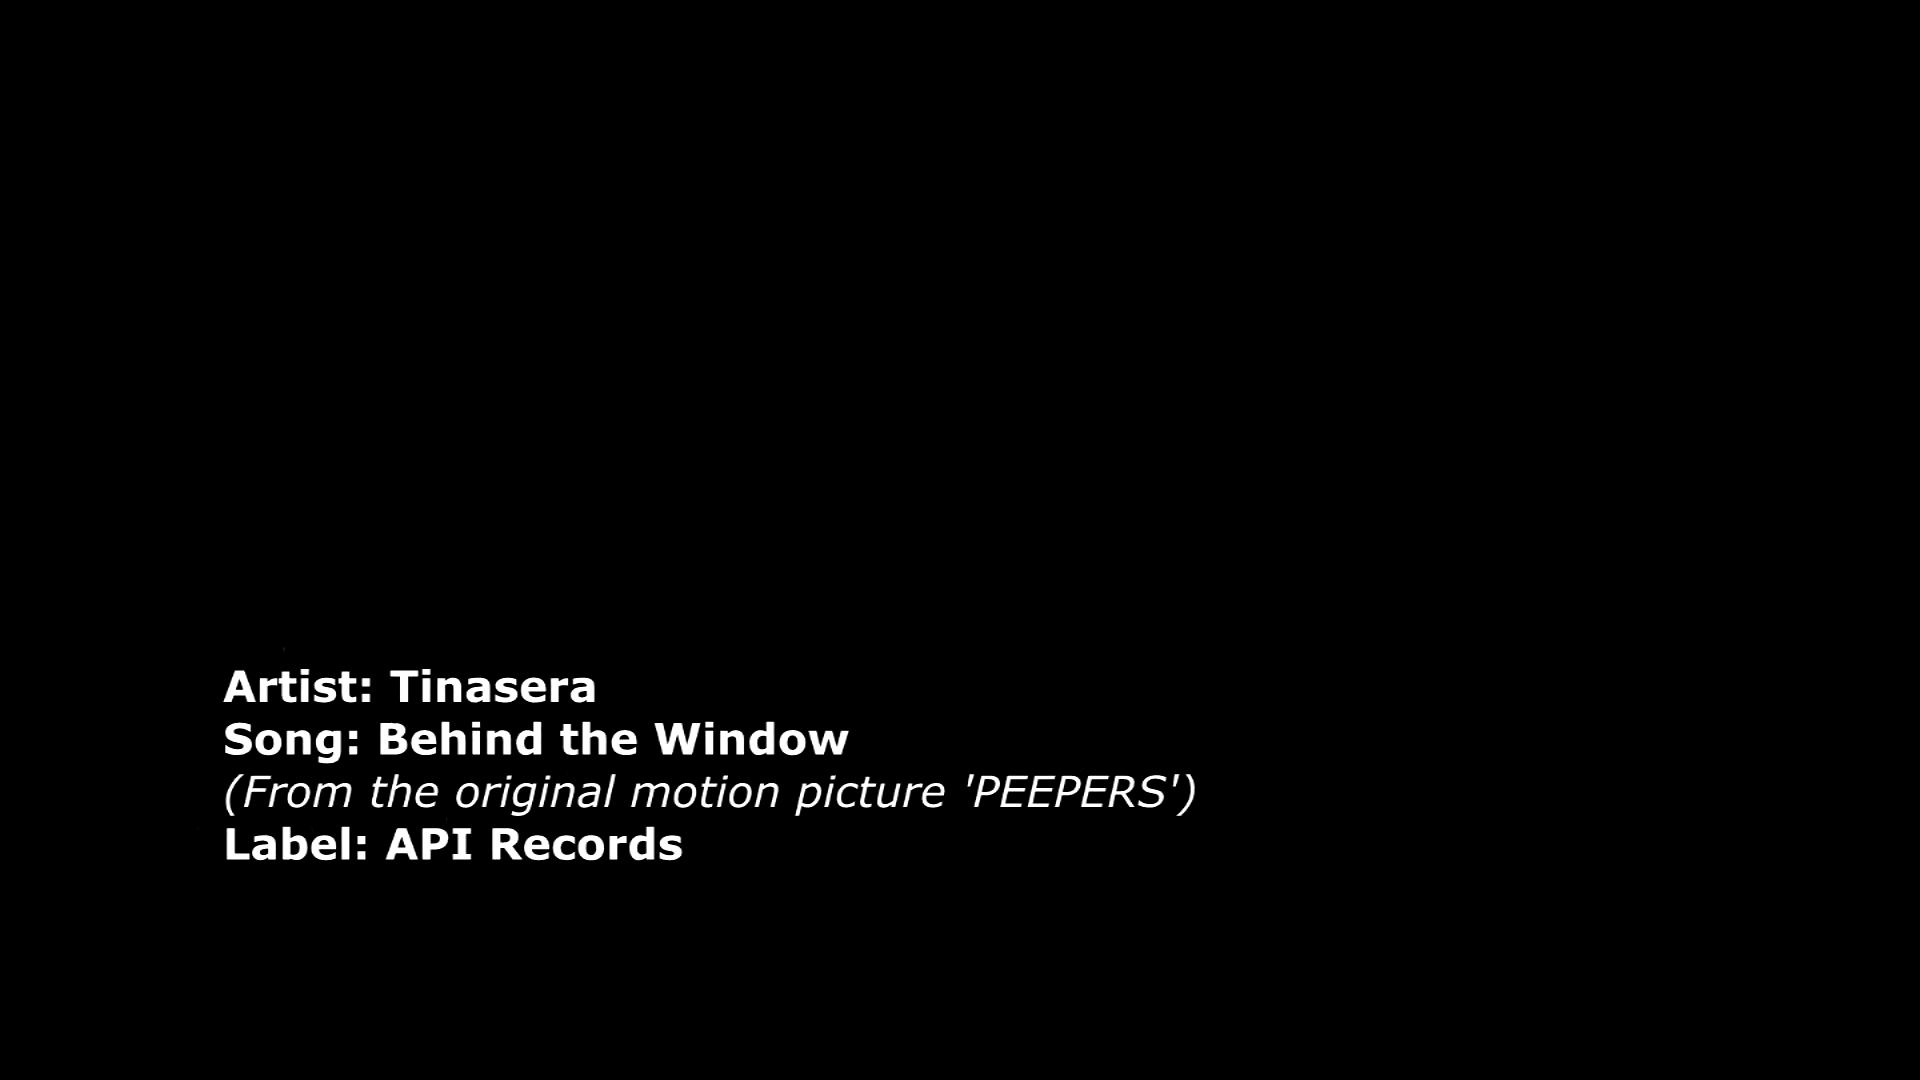 Artist: Tinasera
Song: Behind the Window
(From the original motion picture 'PEEPERS')
Label: API Records